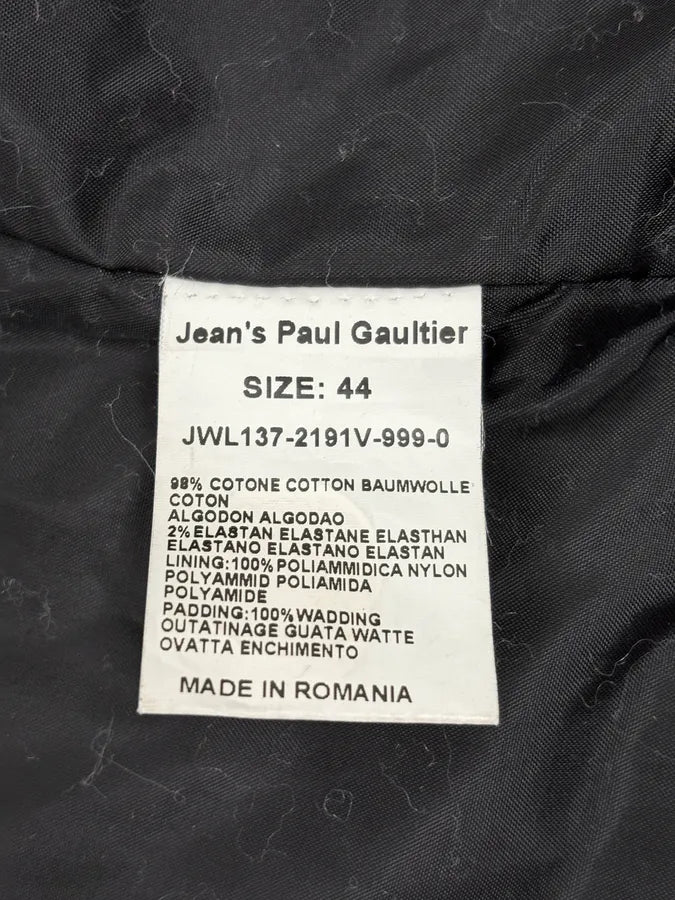 Jean's Paul Gaultier
SIZE: 44
JWL137-2191V-999-0
98% COTONE COTTON BAUMWOLLE
COTON
ALGODON ALGODAO
2% ELASTAN ELASTANE ELASTHAN
ELASTANO ELASTANO ELASTAN
LINING:100% POLIAMMIDICA NYLON
POLYAMMID POLIAMIDA
POLYAMIDE
PADDING:100% WADDING
OUTATINAGE GUATA WATTE
OVATTA ENCHIMENTO
MADE IN ROMANIA